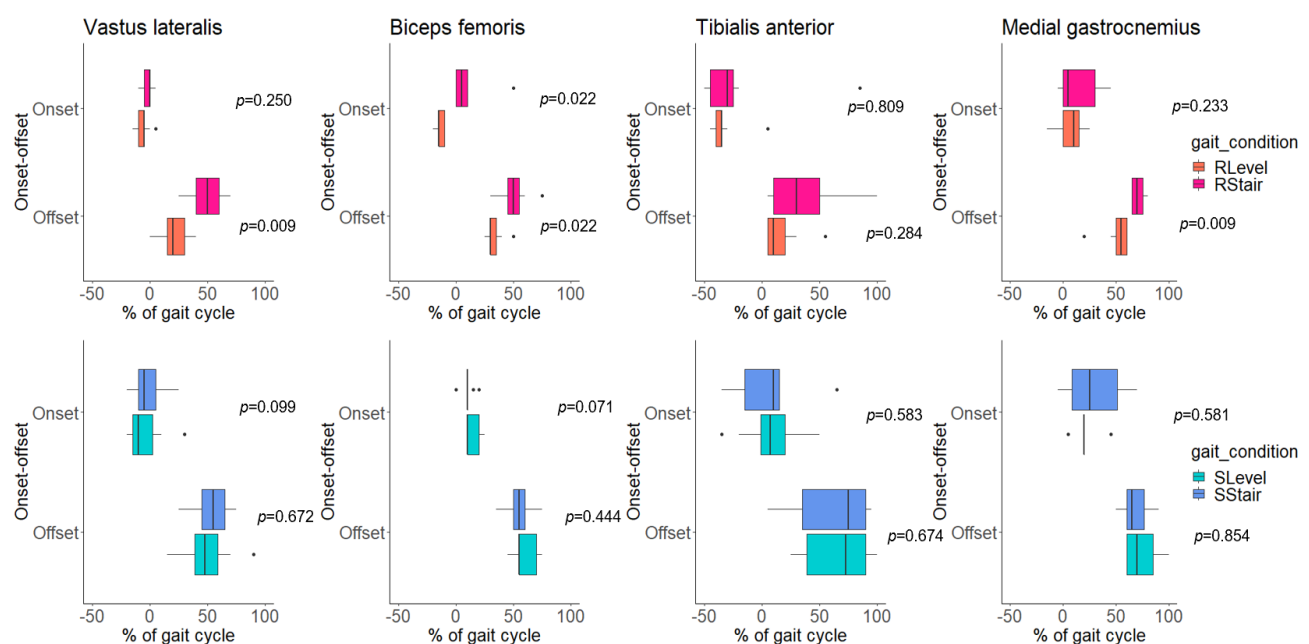 Vastus lateralis
Biceps femoris
Tibialis anterior
Medial gastrocnemius
Onset-offset
Onset
Offset
p=0.250
p=0.009
-50 0 50 100
% of gait cycle
Onset-offset
Onset
Offset
p=0.022
p=0.022
-50 0 50 100
% of gait cycle
Onset-offset
Onset
Offset
p=0.809
p=0.284
-50 0 50 100
% of gait cycle
Onset-offset
Onset
Offset
p=0.233
p=0.009
-50 0 50 100
% of gait cycle
gait_condition
RLevel
RStair
Onset-offset
Onset
Offset
p=0.099
p=0.672
-50 0 50 100
% of gait cycle
Onset-offset
Onset
Offset
p=0.071
p=0.444
-50 0 50 100
% of gait cycle
Onset-offset
Onset
Offset
p=0.583
p=0.674
-50 0 50 100
% of gait cycle
Onset-offset
Onset
Offset
p=0.581
p=0.854
-50 0 50 100
% of gait cycle
gait_condition
SLevel
SStair